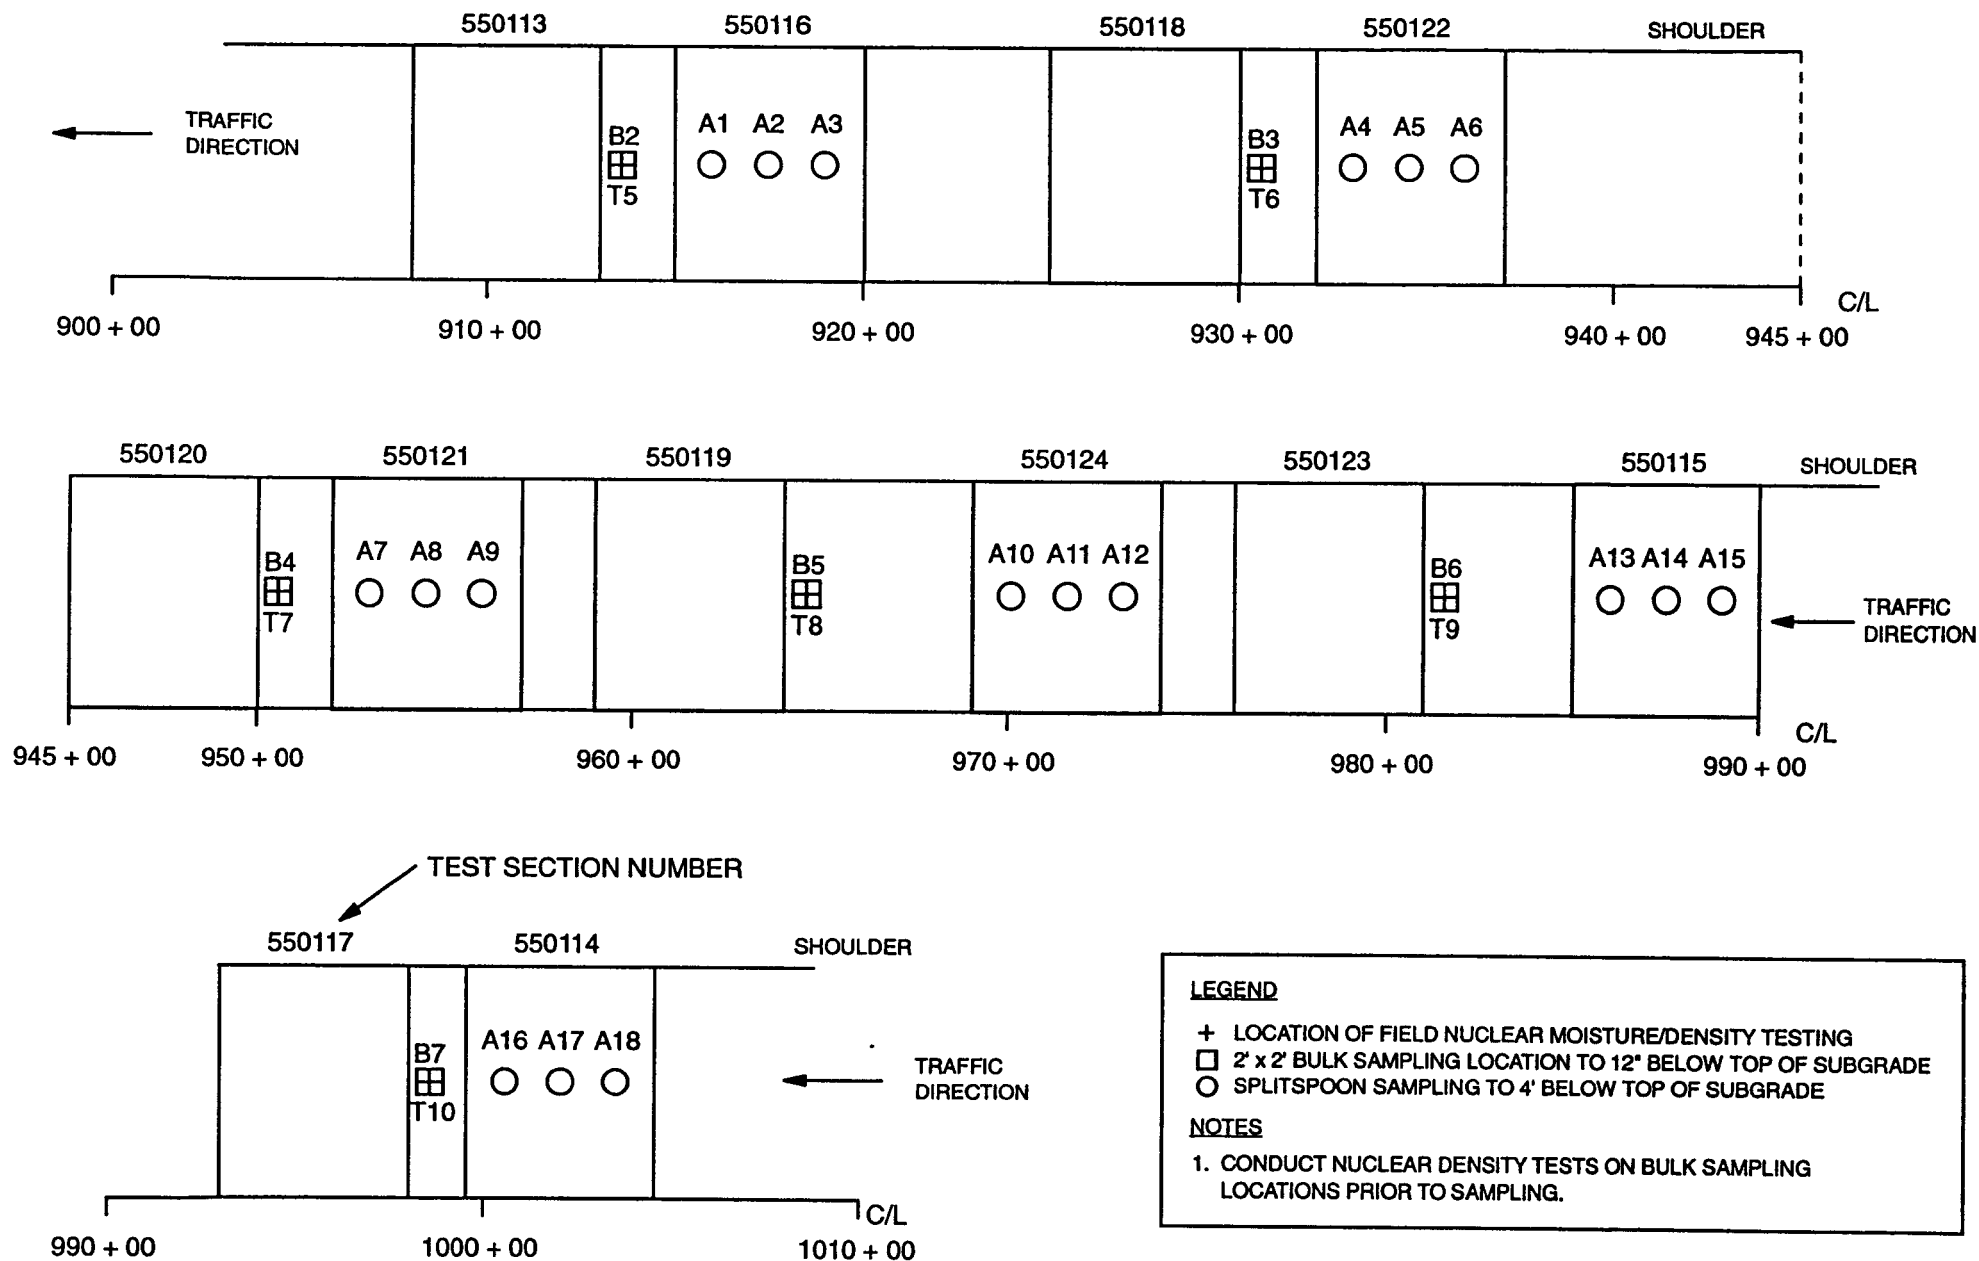 550113 550116 550118 550122 SHOULDER
TRAFFIC
DIRECTION
B2 A1 A2 A3 B3 A4 A5 A6
T5 T6
C/L
900 + 00 910 + 00 920 + 00 930 + 00 940 + 00 945 + 00
550120 550121 550119 550124 550123 550115 SHOULDER
B4 A7 A8 A9 B5 A10 A11 A12 B6 A13 A14 A15
T7 T8 T9
TRAFFIC
DIRECTION
C/L
945 + 00 950 + 00 960 + 00 970 + 00 980 + 00 990 + 00
TEST SECTION NUMBER
550117 550114 SHOULDER
B7 A16 A17 A18
T10
TRAFFIC
DIRECTION
C/L
990 + 00 1000 + 00 1010 + 00
LEGEND
+ LOCATION OF FIELD NUCLEAR MOISTURE/DENSITY TESTING
2' x 2' BULK SAMPLING LOCATION TO 12" BELOW TOP OF SUBGRADE
SPLITSPOON SAMPLING TO 4' BELOW TOP OF SUBGRADE
NOTES
1. CONDUCT NUCLEAR DENSITY TESTS ON BULK SAMPLING
LOCATIONS PRIOR TO SAMPLING.